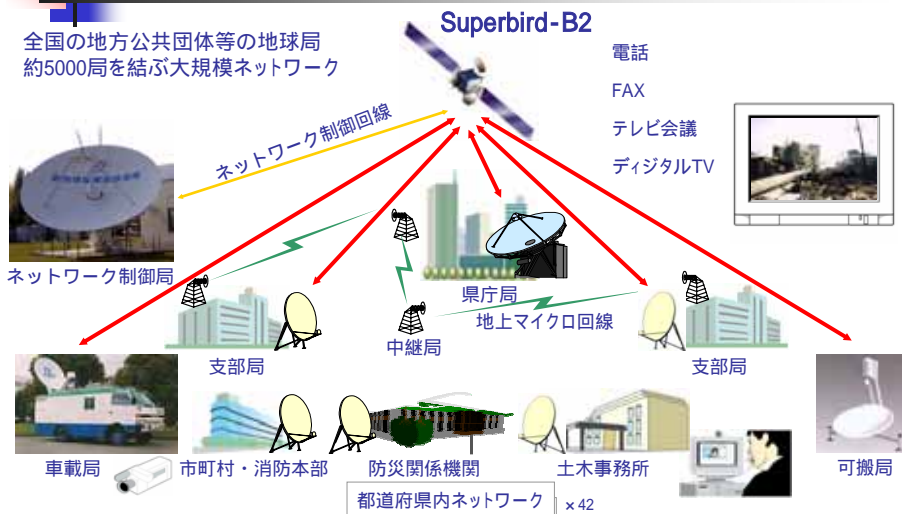 Superbird-B2
全国の地方公共団体等の地球局
約5000局を結ぶ大規模ネットワーク
電話
FAX
テレビ会議
ディジタルTV
ネットワーク制御回線
ネットワーク制御局
県庁局
地上マイクロ回線
支部局
中継局
支部局
車載局
市町村・消防本部
防災関係機関
土木事務所
可搬局
都道府県内ネットワーク ×42